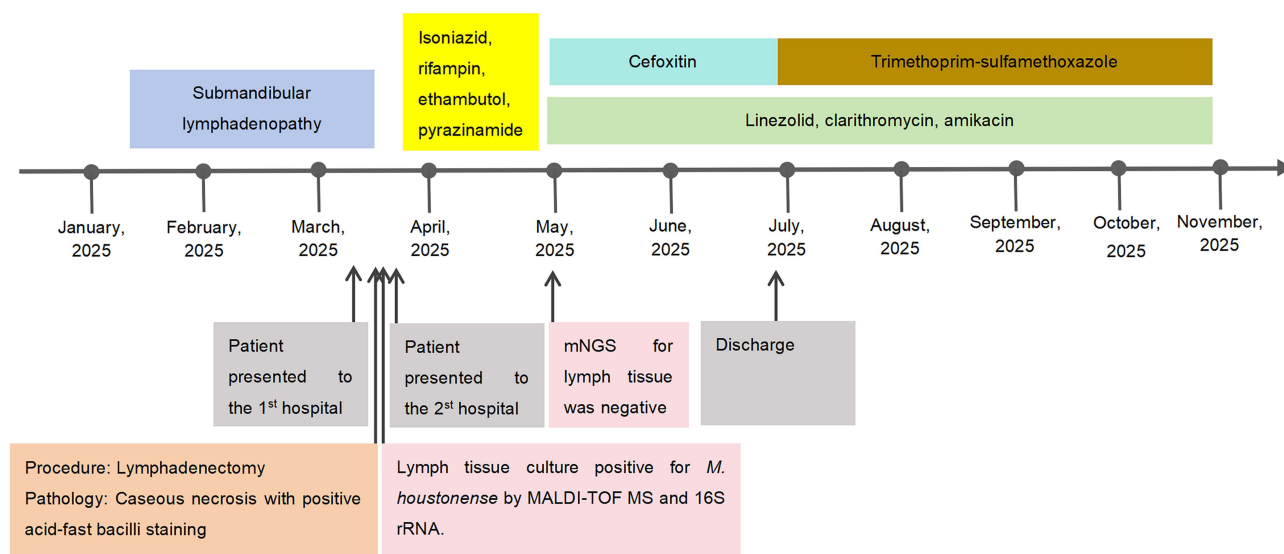 Submandibular
lymphadenopathy
Isoniazid,
rifampin,
ethambutol,
pyrazinamide
Cefoxitin
Trimethoprim-sulfamethoxazole
Linezolid, clarithromycin, amikacin
January,
2025
February,
2025
March,
2025
April,
2025
May,
2025
June,
2025
July,
2025
August,
2025
September,
2025
October,
2025
November,
2025
Patient
presented to
the 1st hospital
Patient
presented to
the 2st hospital
mNGS for
lymph tissue
was negative
Discharge
Procedure: Lymphadenectomy
Pathology: Caseous necrosis with positive
acid-fast bacilli staining
Lymph tissue culture positive for M.
houstonense by MALDI-TOF MS and 16S
rRNA.